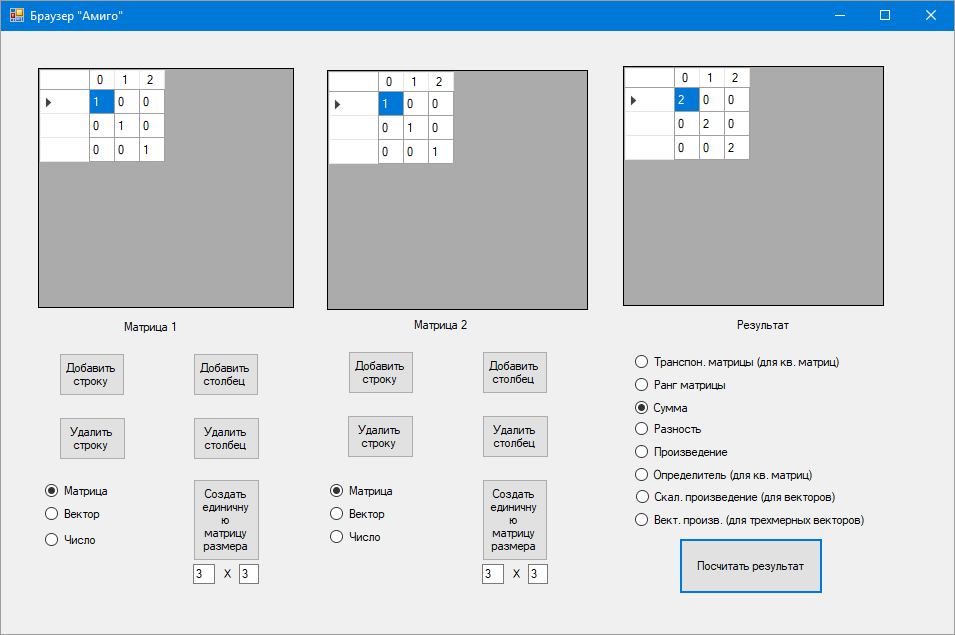 Браузер "Амиго"
0 1 2
1 0 0
0 1 0
0 0 1
Матрица 1
Добавить
строку
Добавить
столбец
Удалить
строку
Удалить
столбец
Матрица
Вектор
Число
Создать
единичну
ю
матрицу
размера
3 X 3
0 1 2
1 0 0
0 1 0
0 0 1
Матрица 2
Добавить
строку
Добавить
столбец
Удалить
строку
Удалить
столбец
Матрица
Вектор
Число
Создать
единичну
ю
матрицу
размера
3 X 3
0 1 2
2 0 0
0 2 0
0 0 2
Результат
Транспон. матрицы (для кв. матриц)
Ранг матрицы
Сумма
Разность
Произведение
Определитель (для кв. матриц)
Скал. произведение (для векторов)
Вект. произв. (для трехмерных векторов)
Посчитать результат